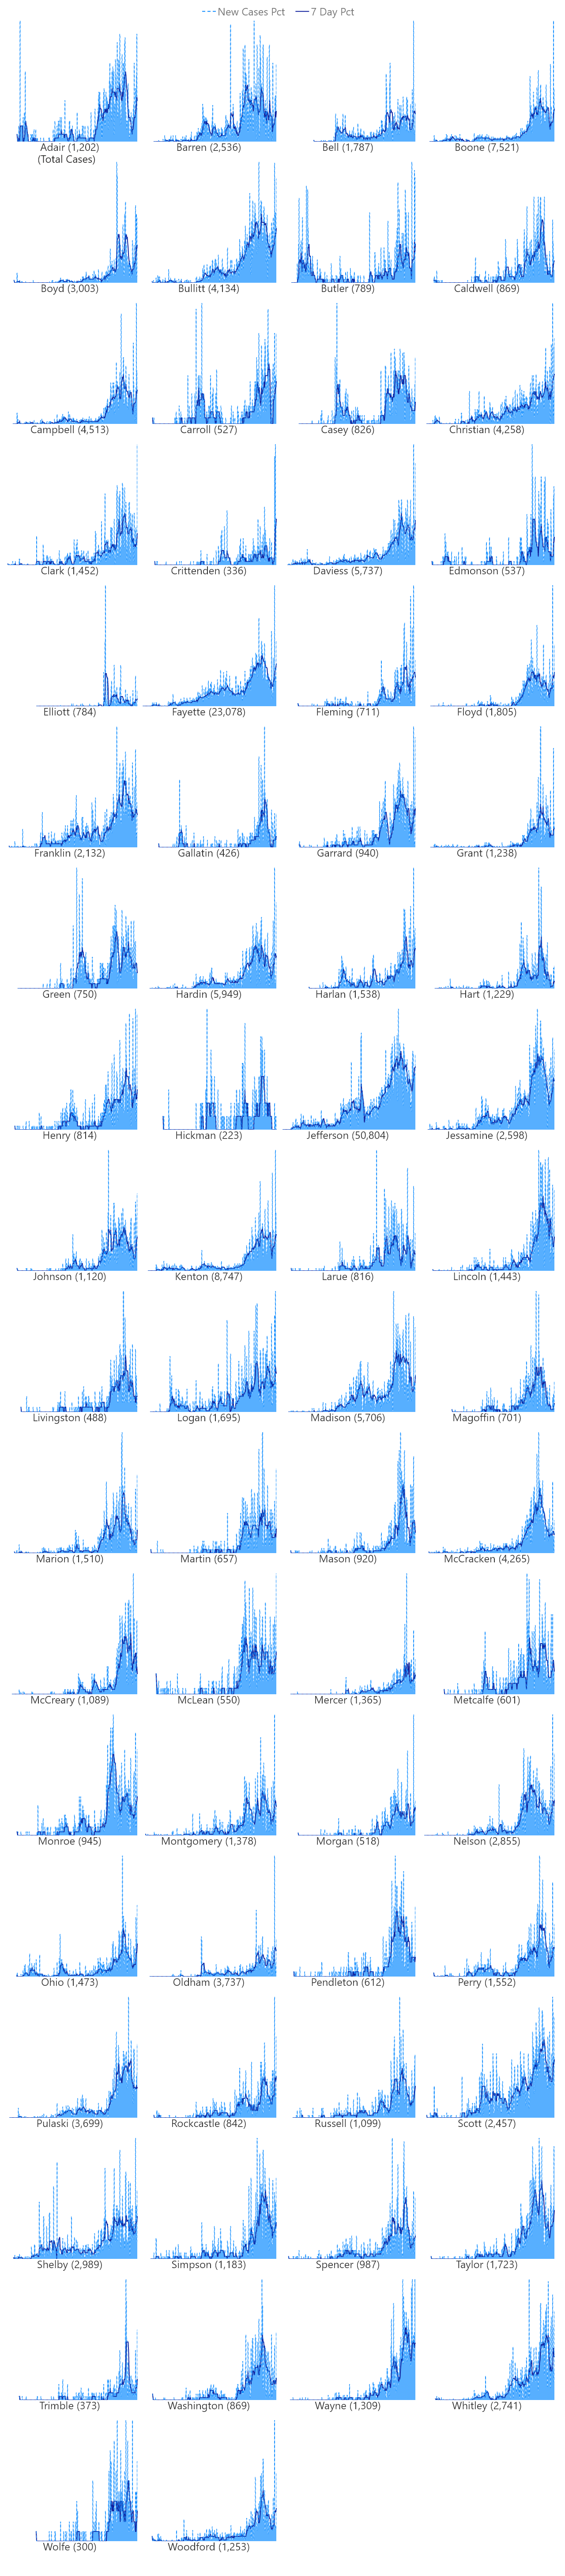 New Cases Pct 7 Day Pct
Adair (1,202) Barren (2,536) Bell (1,787) Boone (7,521)
(Total Cases)
Boyd (3,003) Bullitt (4,134) Butler (789) Caldwell (869)
Campbell (4,513) Carroll (527) Casey (826) Christian (4,258)
Clark (1,452) Crittenden (336) Daviess (5,737) Edmonson (537)
Elliott (784) Fayette (23,078) Fleming (711) Floyd (1,805)
Franklin (2,132) Gallatin (426) Garrard (940) Grant (1,238)
Green (750) Hardin (5,949) Harlan (1,538) Hart (1,229)
Henry (814) Hickman (223) Jefferson (50,804) Jessamine (2,598)
Johnson (1,120) Kenton (8,747) Larue (816) Lincoln (1,443)
Livingston (488) Logan (1,695) Madison (5,706) Magoffin (701)
Marion (1,510) Martin (657) Mason (920) McCracken (4,265)
McCreary (1,089) McLean (550) Mercer (1,365) Metcalfe (601)
Monroe (945) Montgomery (1,378) Morgan (518) Nelson (2,855)
Ohio (1,473) Oldham (3,737) Pendleton (612) Perry (1,552)
Pulaski (3,699) Rockcastle (842) Russell (1,099) Scott (2,457)
Shelby (2,989) Simpson (1,183) Spencer (987) Taylor (1,723)
Trimble (373) Washington (869) Wayne (1,309) Whitley (2,741)
Wolfe (300) Woodford (1,253)